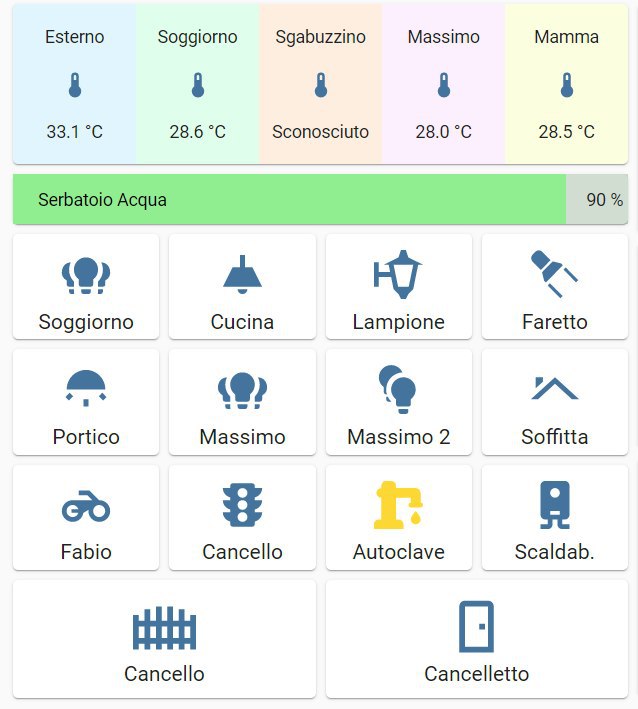 Esterno Soggiorno Sgabuzzino Massimo Mamma
33.1 °C 28.6 °C Sconosciuto 28.0 °C 28.5 °C
Serbatoio Acqua 90 %
Soggiorno Cucina Lampione Faretto
Portico Massimo Massimo 2 Soffitta
Fabio Cancello Autoclave Scaldab.
Cancello Cancelletto